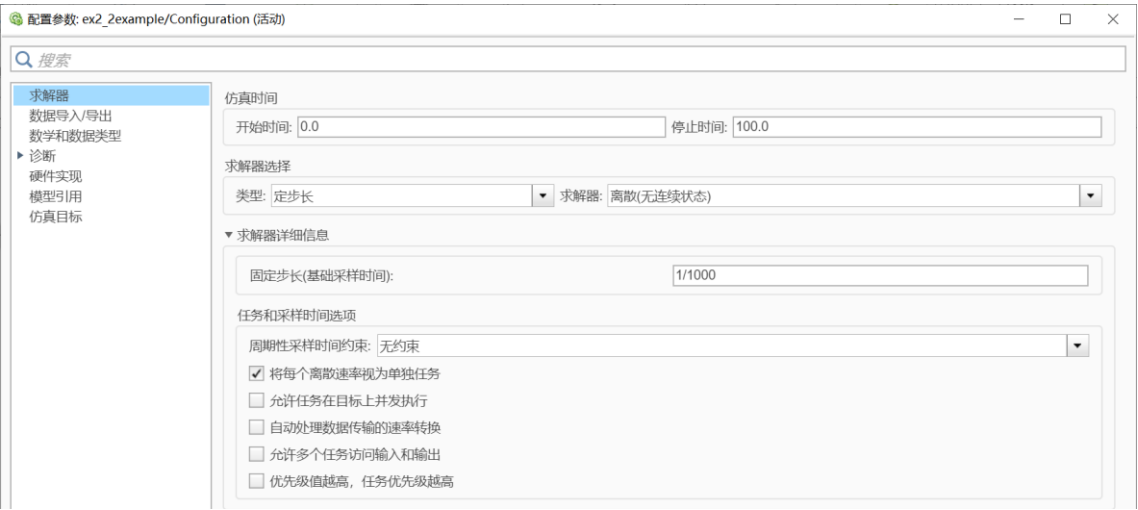 配置参数: ex2_2example/Configuration (活动)
搜索
求解器
数据导入/导出
数学和数据类型
诊断
硬件实现
模型引用
仿真目标
仿真时间
开始时间: 0.0 停止时间: 100.0
求解器选择
类型: 定步长 求解器: 离散(无连续状态)
求解器详细信息
固定步长(基础采样时间): 1/1000
任务和采样时间选项
周期性采样时间约束: 无约束
将每个离散速率视为单独任务
允许任务在目标上并发执行
自动处理数据传输的速率转换
允许多个任务访问输入和输出
优先级值越高，任务优先级越高